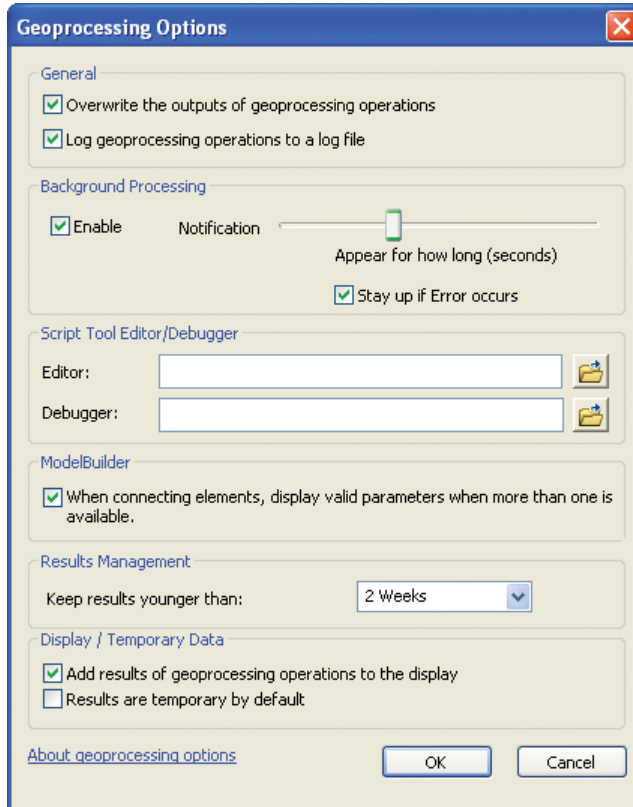 Geoprocessing Options
General
Overwrite the outputs of geoprocessing operations
Log geoprocessing operations to a log file
Background Processing
Enable
Notification
Appear for how long (seconds)
Stay up if Error occurs
Script Tool Editor/Debugger
Editor:
Debugger:
ModelBuilder
When connecting elements, display valid parameters when more than one is
available.
Results Management
Keep results younger than:
2 Weeks
Display / Temporary Data
Add results of geoprocessing operations to the display
Results are temporary by default
About geoprocessing options
OK
Cancel